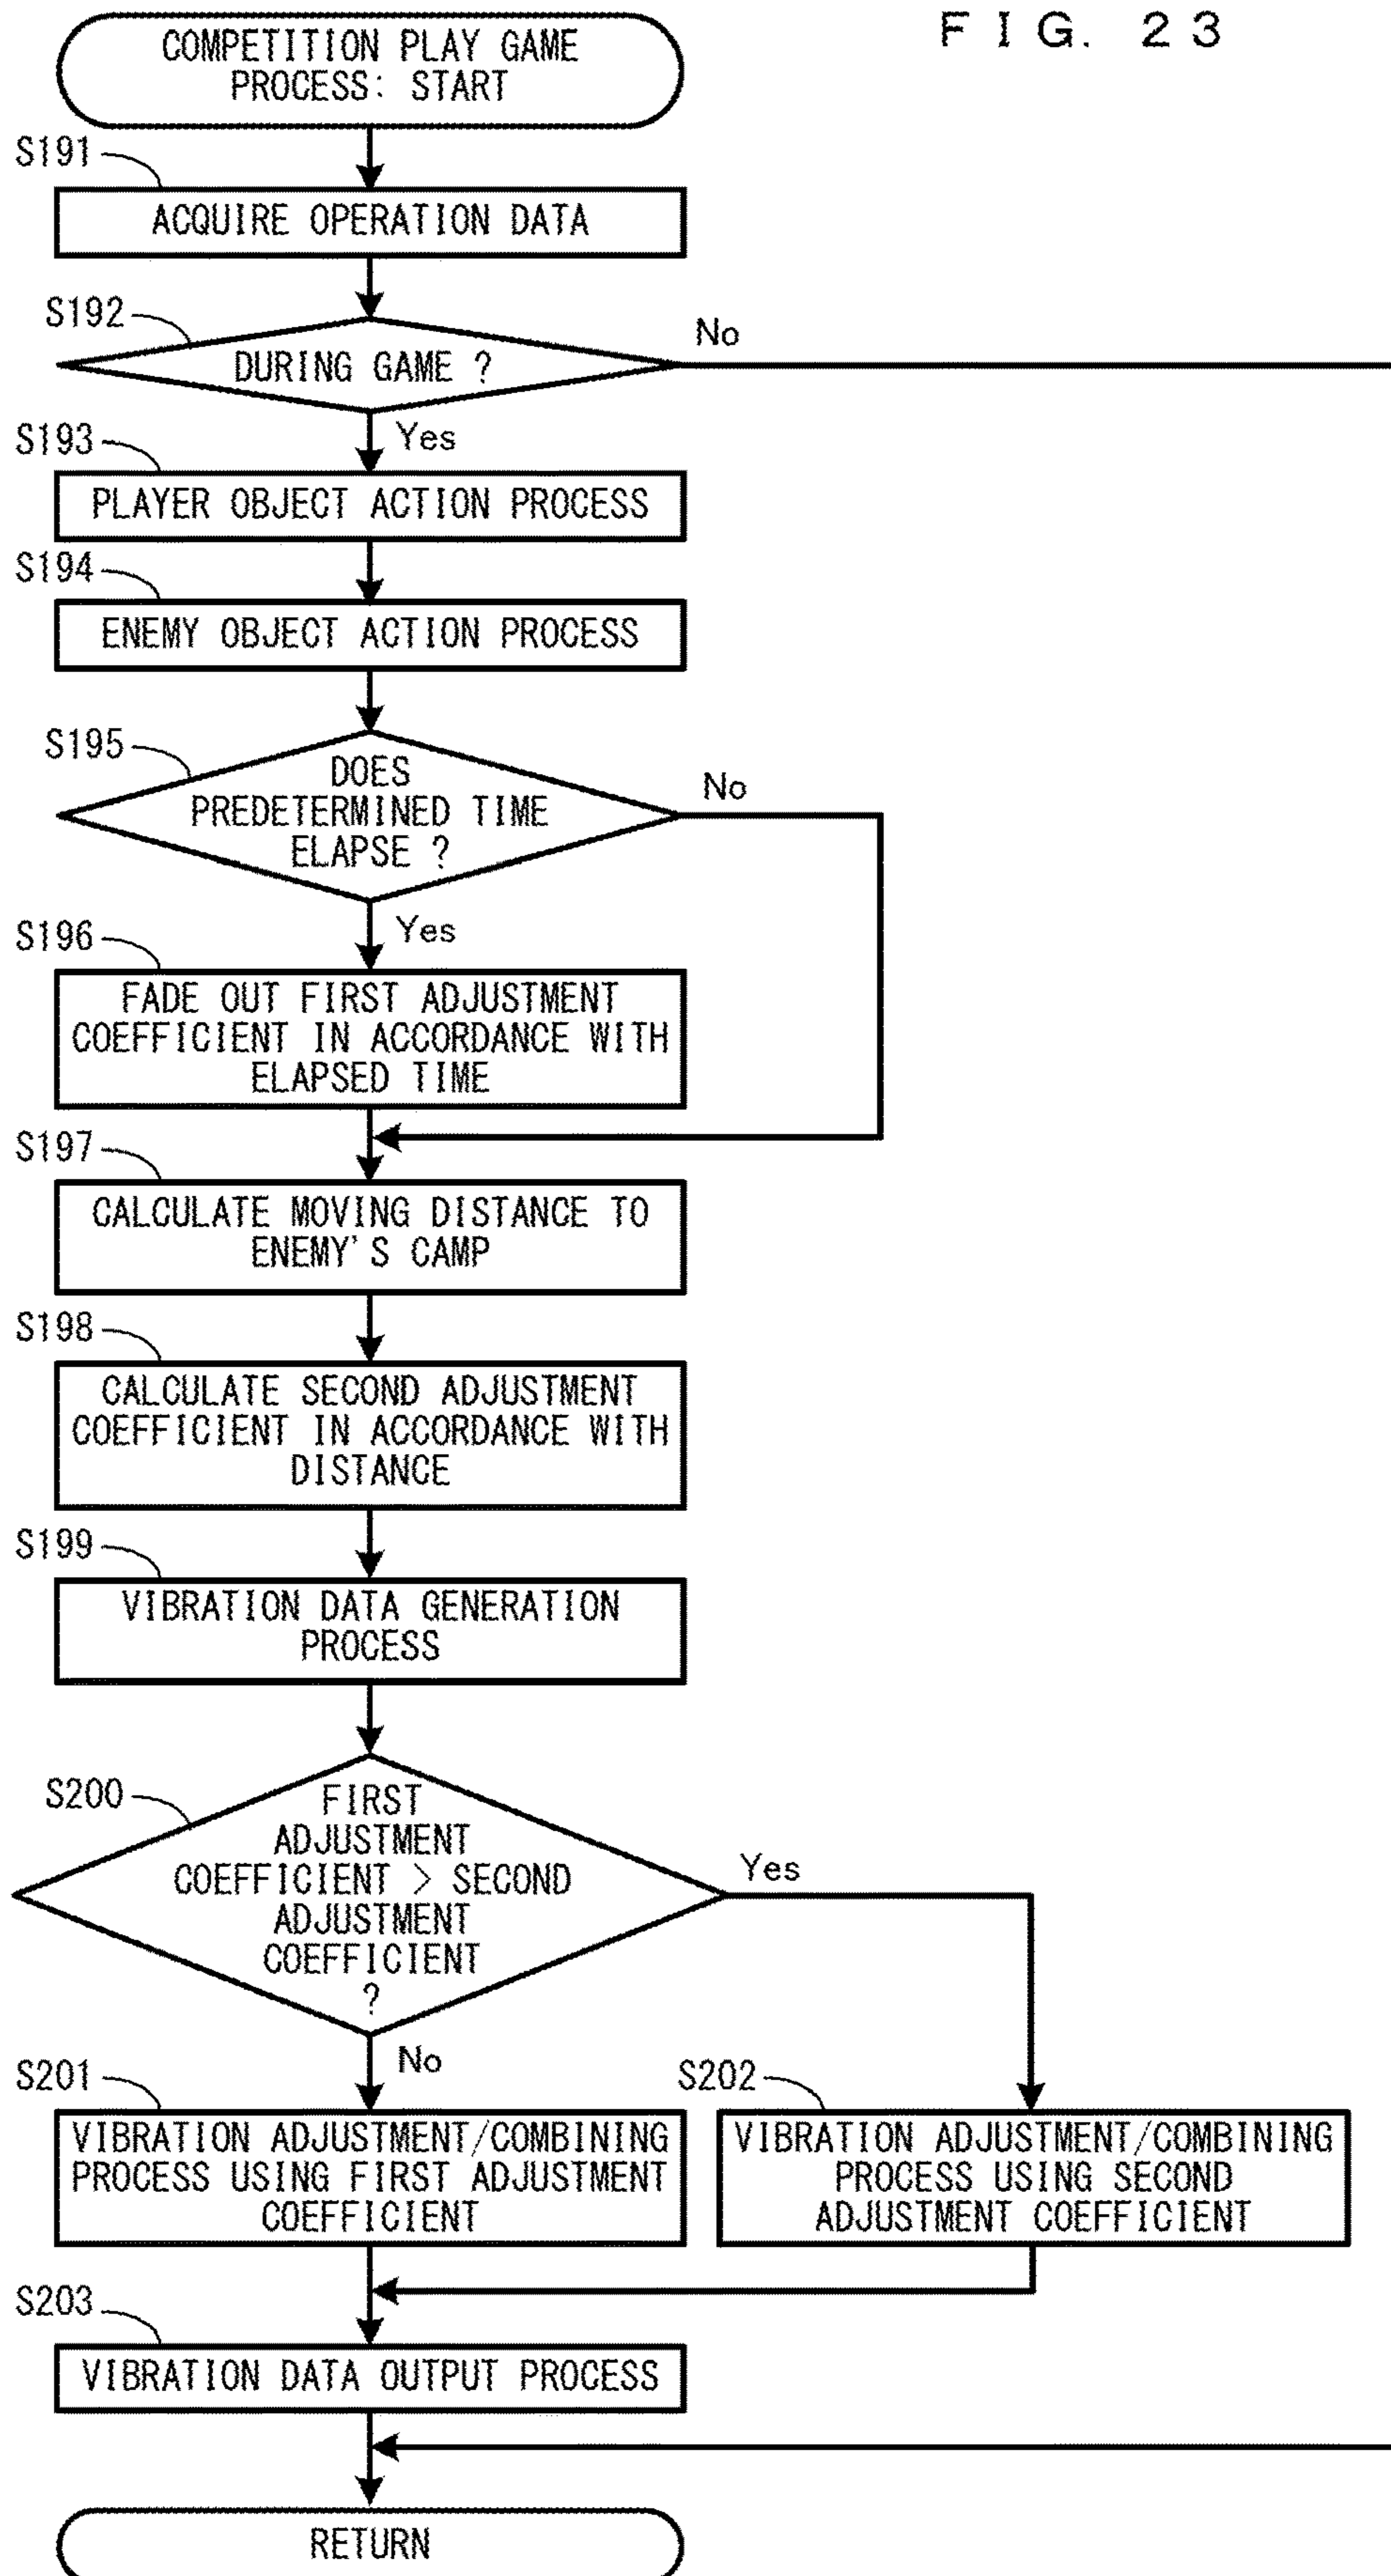 FIG. 23
COMPETITION PLAY GAME
PROCESS: START
S191
ACQUIRE OPERATION DATA
S192
DURING GAME ?
No
Yes
S193
PLAYER OBJECT ACTION PROCESS
S194
ENEMY OBJECT ACTION PROCESS
S195
DOES
PREDETERMINED TIME
ELAPSE ?
No
Yes
S196
FADE OUT FIRST ADJUSTMENT
COEFFICIENT IN ACCORDANCE WITH
ELAPSED TIME
S197
CALCULATE MOVING DISTANCE TO
ENEMY'S CAMP
S198
CALCULATE SECOND ADJUSTMENT
COEFFICIENT IN ACCORDANCE WITH
DISTANCE
S199
VIBRATION DATA GENERATION
PROCESS
S200
FIRST
ADJUSTMENT
COEFFICIENT > SECOND
ADJUSTMENT
COEFFICIENT
?
Yes
No
S201
VIBRATION ADJUSTMENT/COMBINING
PROCESS USING FIRST ADJUSTMENT
COEFFICIENT
S202
VIBRATION ADJUSTMENT/COMBINING
PROCESS USING SECOND
ADJUSTMENT COEFFICIENT
S203
VIBRATION DATA OUTPUT PROCESS
RETURN